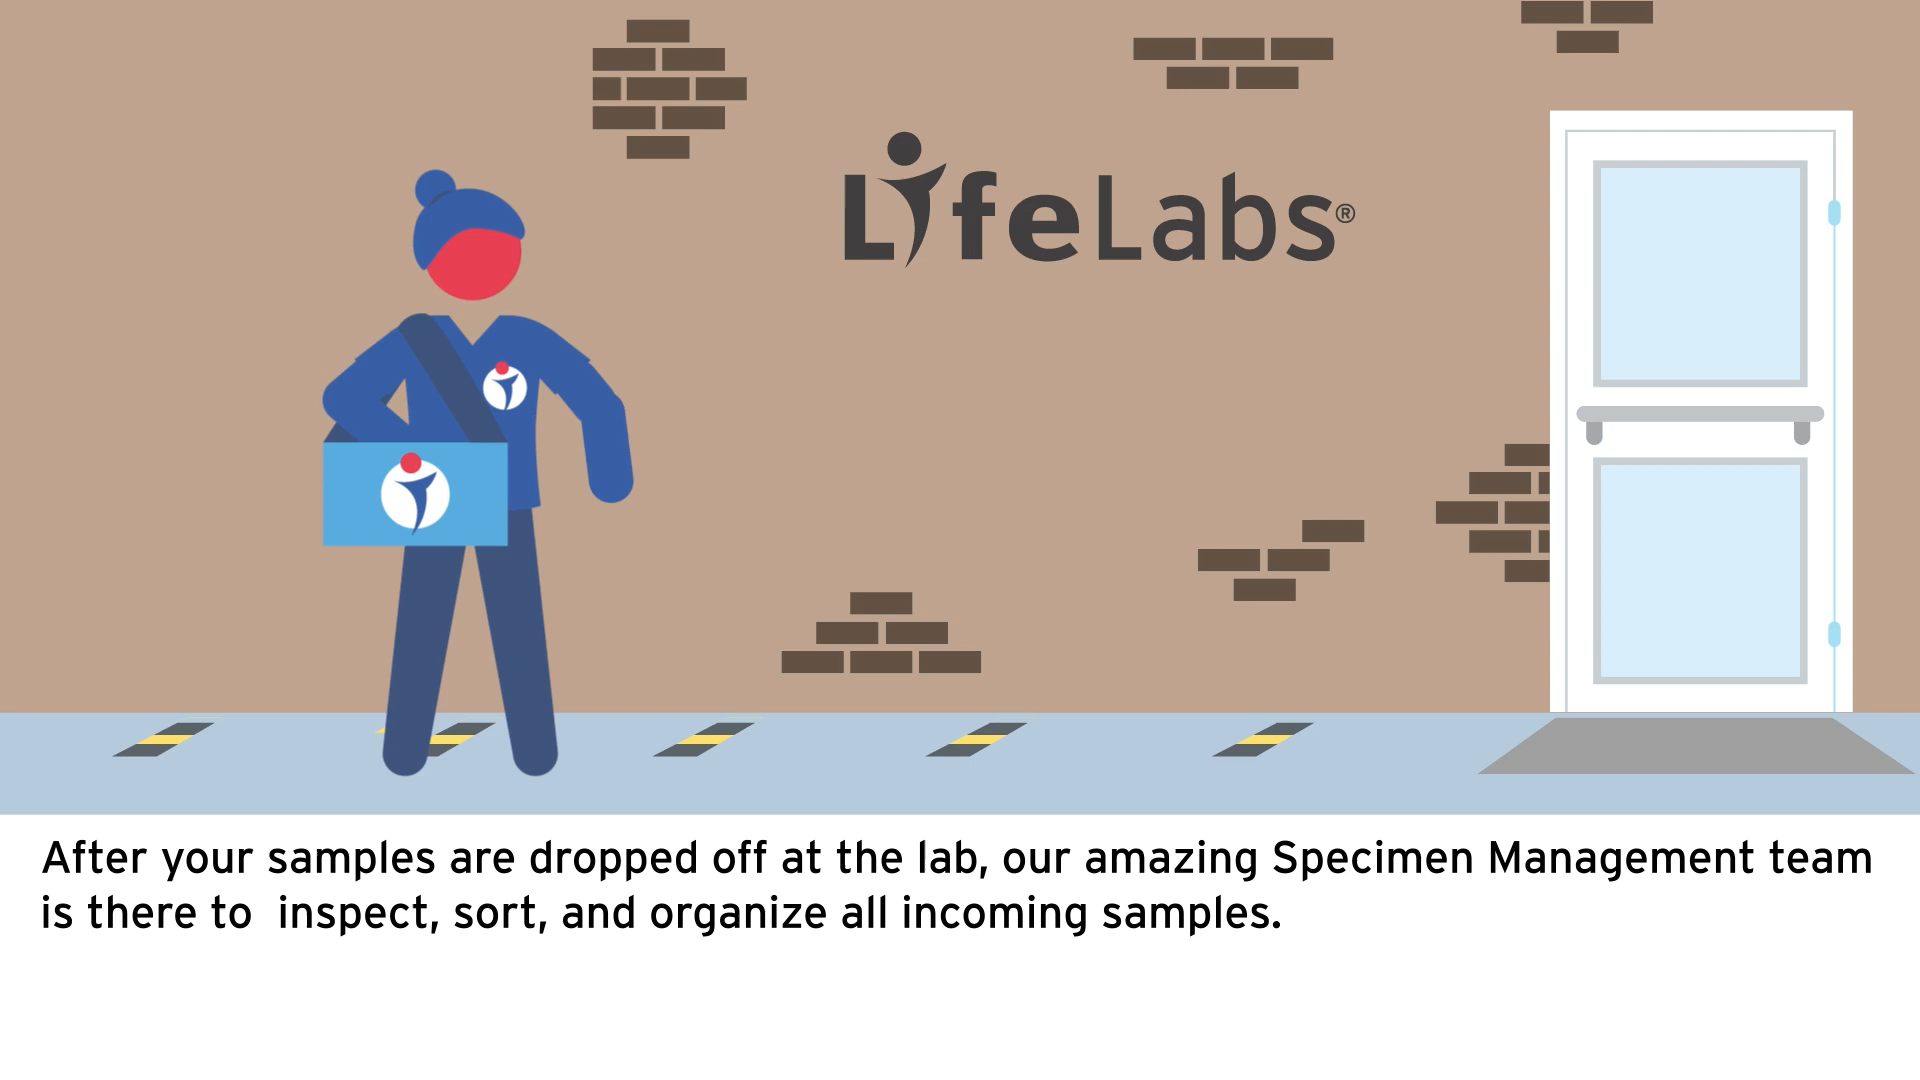 LifeLabs®
After your samples are dropped off at the lab, our amazing Specimen Management team
is there to  inspect, sort, and organize all incoming samples.